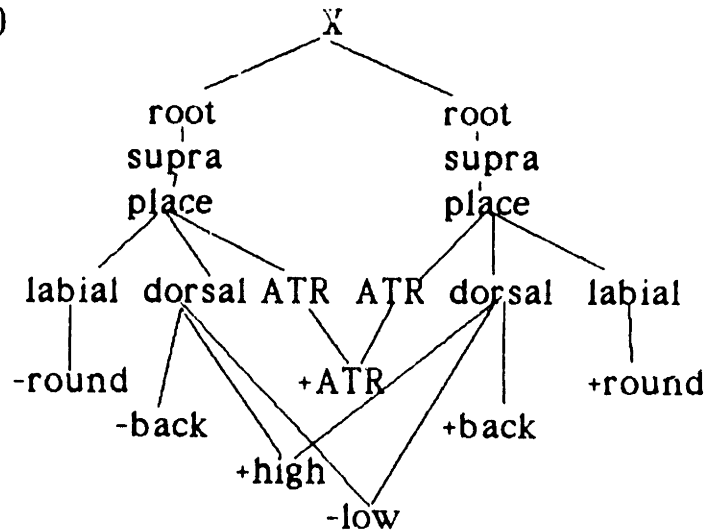 )
X
root root
supra supra
place place
labial dorsal ATR ATR dorsal labial
-round +ATR +round
-back +back
+high
-low